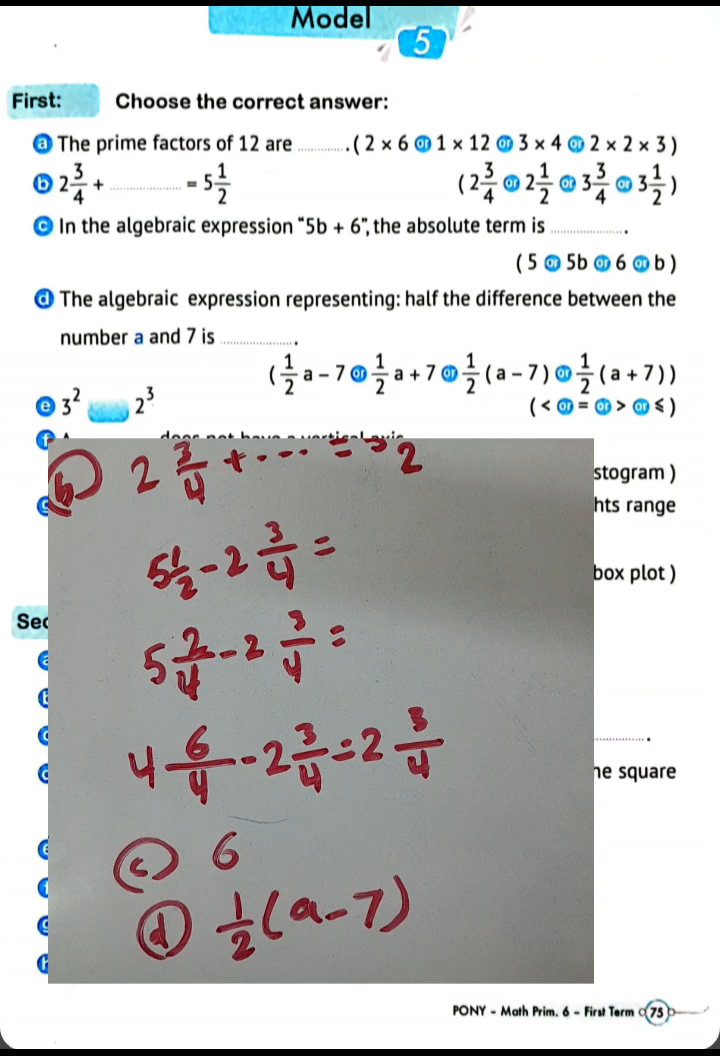 Model
5
First: Choose the correct answer:
a The prime factors of 12 are ............ . ( 2 × 6 or 1 × 12 or 3 × 4 or 2 × 2 × 3 )
b 2 3/4 + .................. = 5 1/2 ( 2 3/4 or 2 1/2 or 3 3/4 or 3 1/2 )
c In the algebraic expression "5b + 6", the absolute term is .................. .
( 5 or 5b or 6 or b )
d The algebraic expression representing: half the difference between the
number a and 7 is .................. .
( 1/2 a − 7 or 1/2 a + 7 or 1/2 ( a − 7 ) or 1/2 ( a + 7 ) )
e 3² 2³ ( < or = or > or ≤ )
f
stogram )
hts range
box plot )
Sec
he square
(b) 2 3/4 + ... = 2
5 1/2 - 2 3/4 =
5 2/4 - 2 3/4 =
4 6/4 - 2 3/4 = 2 3/4
(c) 6
(d) 1/2 (a-7)
PONY - Math Prim. 6 - First Term 75